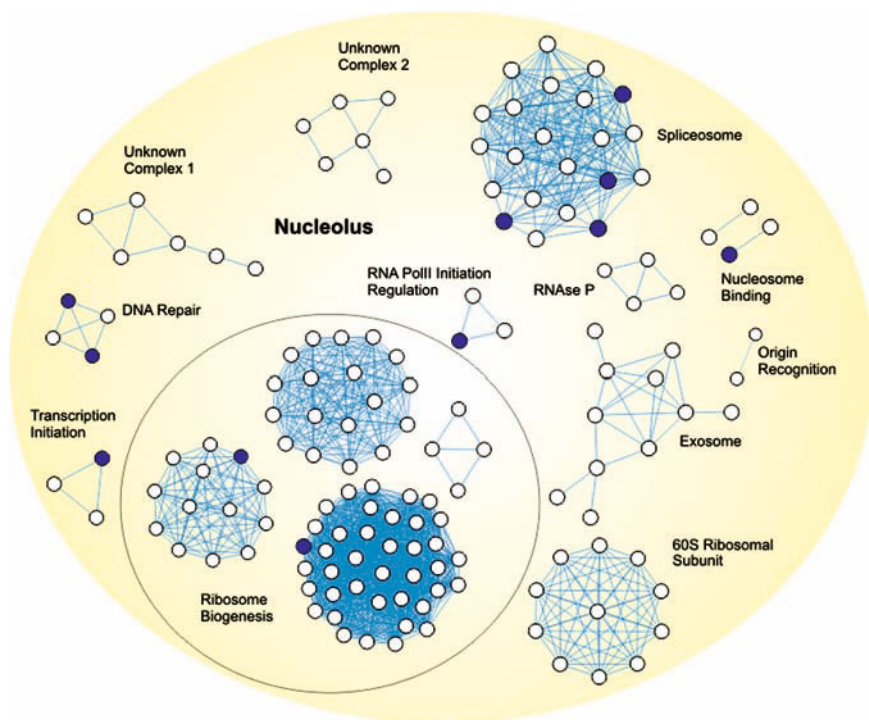 Unknown
Complex 2
Spliceosome
Unknown
Complex 1
Nucleolus
RNA PolII Initiation
Regulation
RNAse P
Nucleosome
Binding
DNA Repair
Origin
Recognition
Transcription
Initiation
Exosome
60S Ribosomal
Subunit
Ribosome
Biogenesis